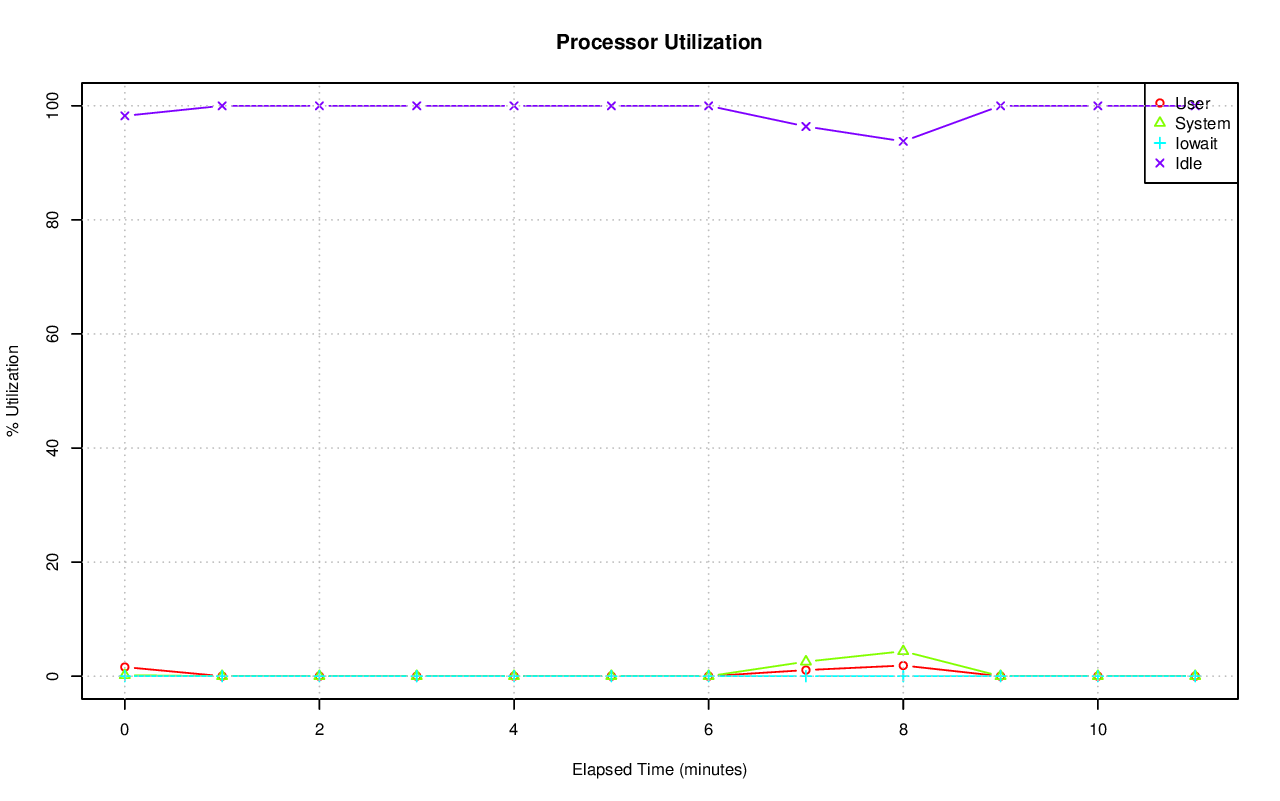 Processor Utilization
% Utilization
100
80
60
40
20
0
User
System
Iowait
Idle
0 2 4 6 8 10
Elapsed Time (minutes)